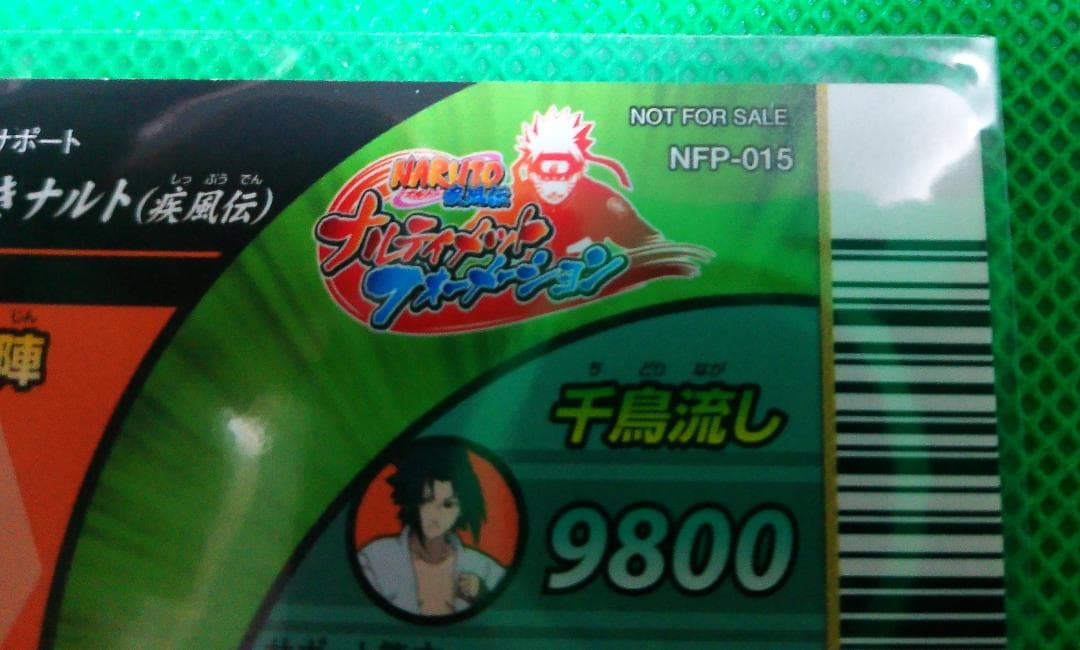 サポート
NOT FOR SALE
NFP-015
しっ ぷう でん
きナルト(疾風伝)
NARUTO
疾風伝
ナルティメット
フォーメーション
じん
陣
ち どり なが
千鳥流し
9800